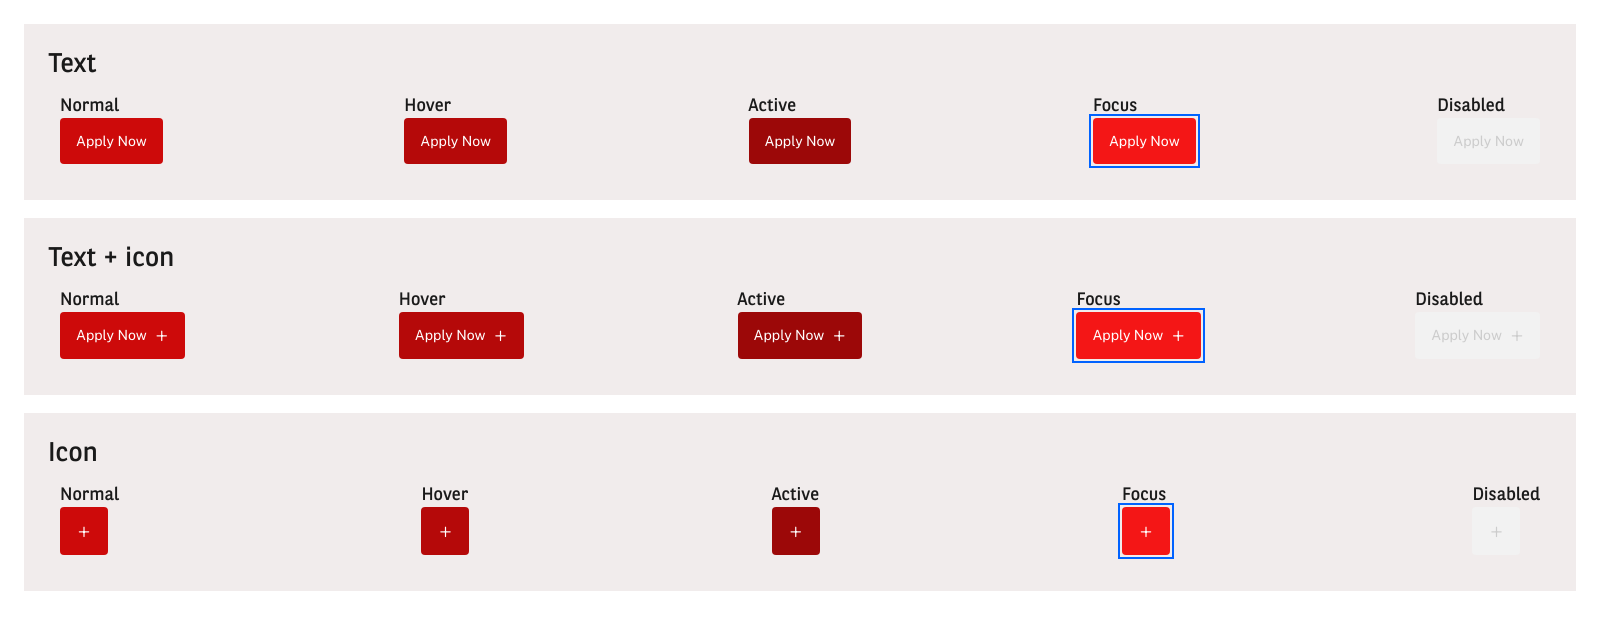 Text
Normal Hover Active Focus Disabled
Apply Now Apply Now Apply Now Apply Now Apply Now
Text + icon
Normal Hover Active Focus Disabled
Apply Now + Apply Now + Apply Now + Apply Now + Apply Now +
Icon
Normal Hover Active Focus Disabled
+ + + + +